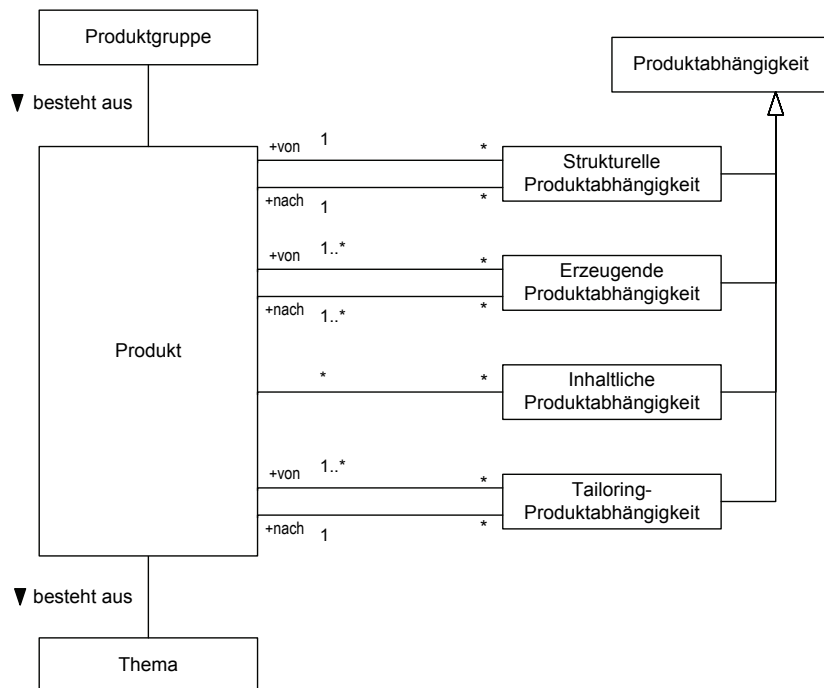 Produktgruppe
Produktabhängigkeit
▼ besteht aus
+von 1 *
Strukturelle
Produktabhängigkeit
+nach 1 *
+von 1..* *
Erzeugende
Produktabhängigkeit
+nach 1..* *
Produkt
* *
Inhaltliche
Produktabhängigkeit
+von 1..* *
Tailoring-
Produktabhängigkeit
+nach 1 *
▼ besteht aus
Thema